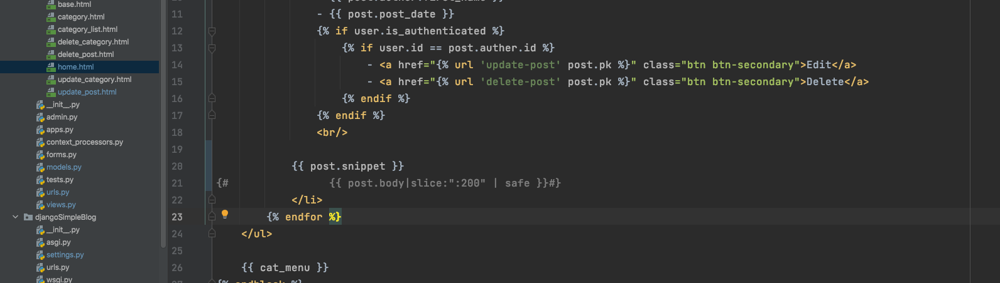 base.html
category.html
category_list.html
delete_category.html
delete_post.html
home.html
update_category.html
update_post.html
__init__.py
admin.py
apps.py
context_processors.py
forms.py
models.py
tests.py
urls.py
views.py
djangoSimpleBlog
__init__.py
asgi.py
settings.py
urls.py
wsgi.py
11 - {{ post.post_date }}
12 {% if user.is_authenticated %}
13 {% if user.id == post.auther.id %}
14 - <a href="{% url 'update-post' post.pk %}" class="btn btn-secondary">Edit</a>
15 - <a href="{% url 'delete-post' post.pk %}" class="btn btn-secondary">Delete</a>
16 {% endif %}
17 {% endif %}
18 <br/>
19
20 {{ post.snippet }}
21 {# {{ post.body|slice:":200" | safe }}#}
22 </li>
23 {% endfor %}
24 </ul>
25
26 {{ cat_menu }}
{% endblock %}